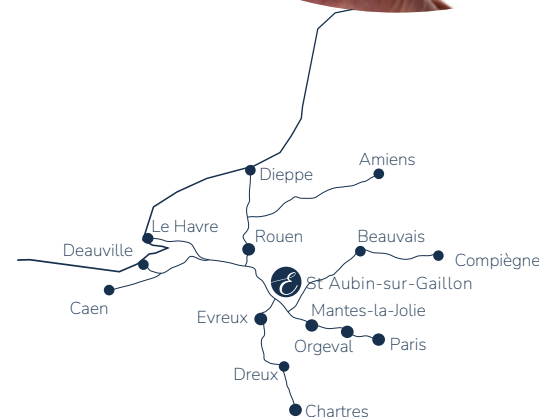 Amiens
Dieppe
Le Havre
Rouen
Beauvais
Deauville
Compiègne
E St Aubin-sur-Gaillon
Caen
Mantes-la-Jolie
Evreux
Orgeval
Paris
Dreux
Chartres